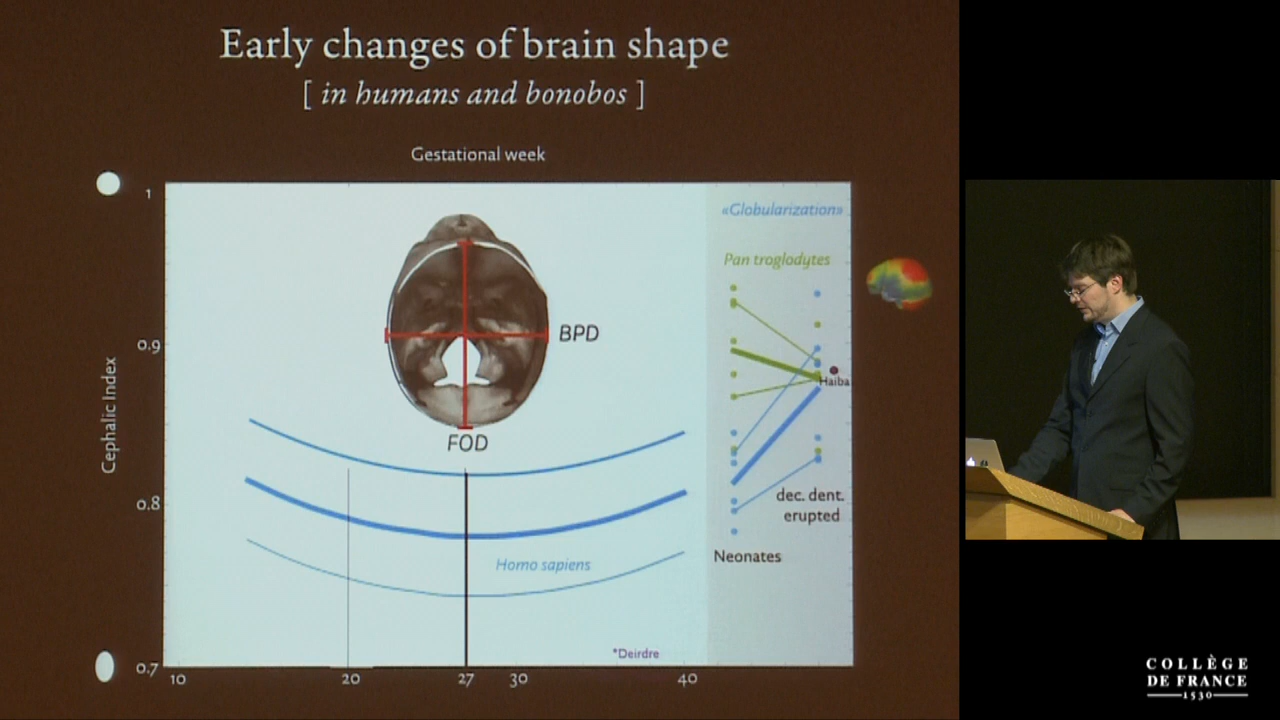 Early changes of brain shape
[ in humans and bonobos ]
Gestational week
Cephalic Index
1
0.9
0.8
0.7
BPD
FOD
Homo sapiens
*Deirdre
10
20
27
30
40
«Globularization»
Pan troglodytes
Haiba
dec. dent.
erupted
Neonates
COLLÈGE
DE FRANCE
1530